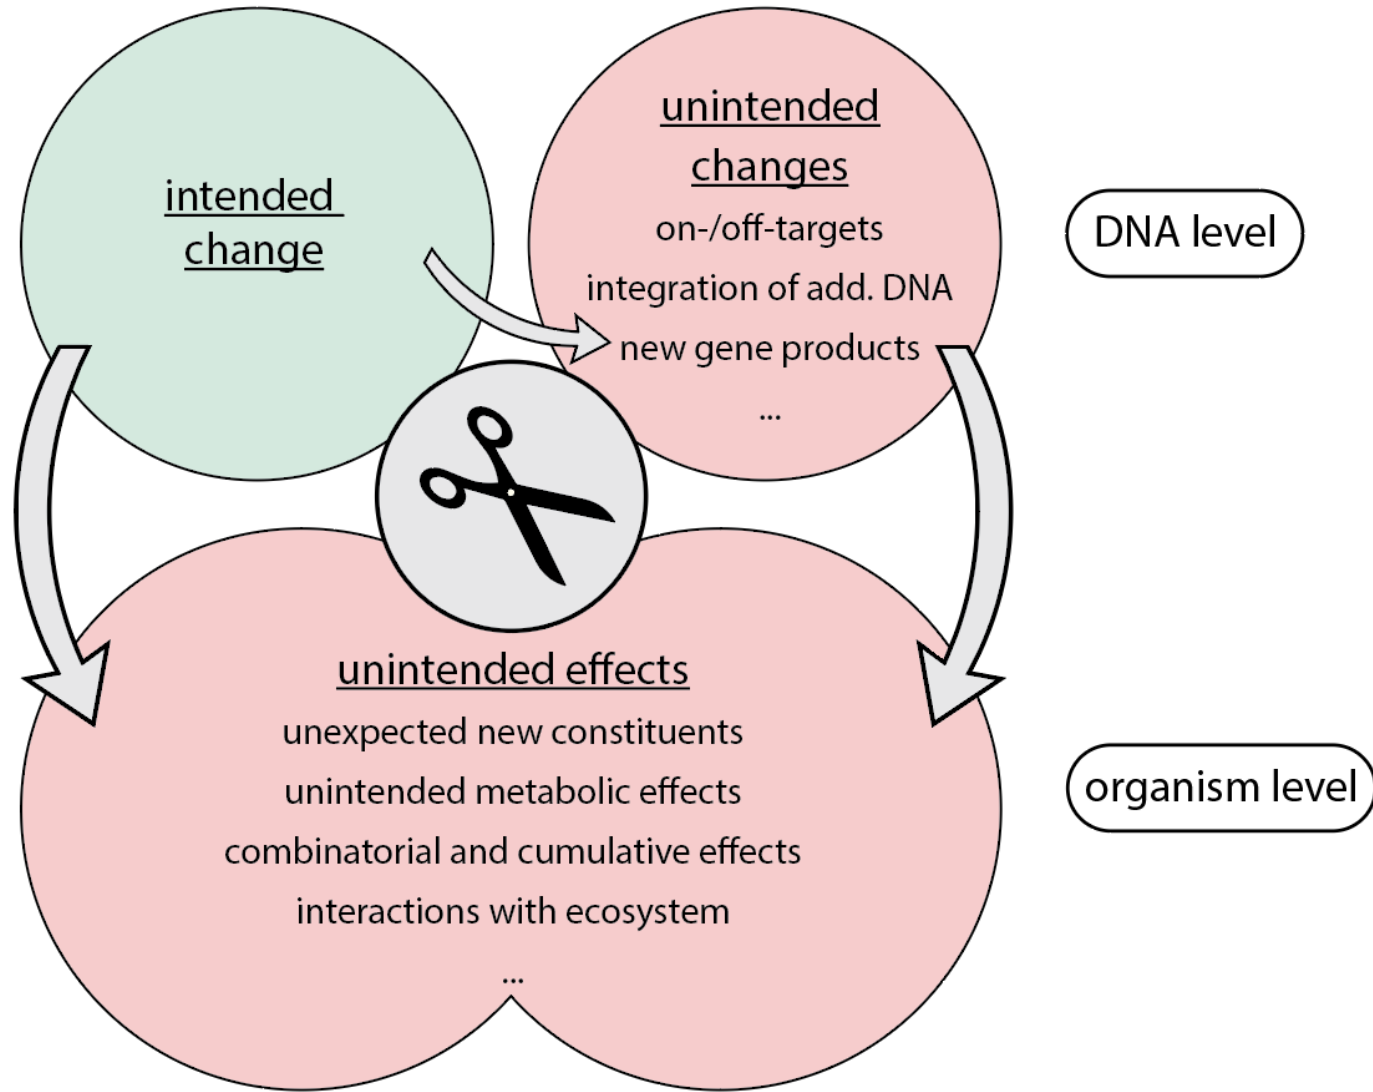 intended
change
unintended
changes
on-/off-targets
integration of add. DNA
new gene products
...
DNA level
unintended effects
unexpected new constituents
unintended metabolic effects
combinatorial and cumulative effects
interactions with ecosystem
...
organism level